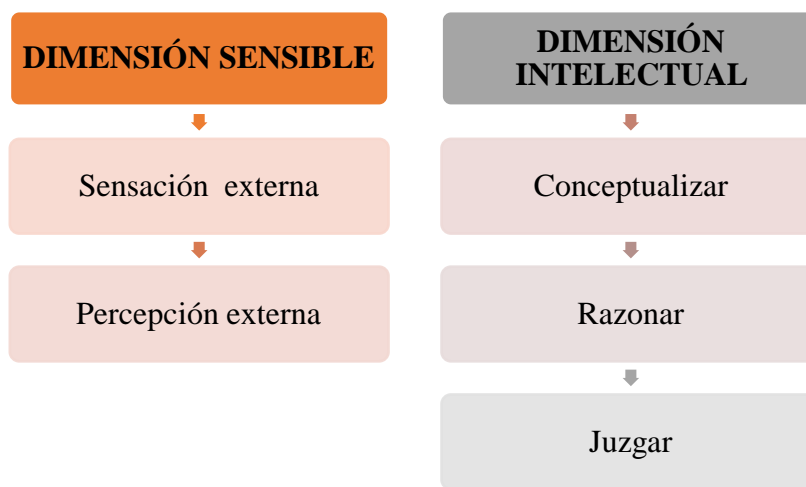 DIMENSIÓN SENSIBLE
Sensación externa
Percepción externa
DIMENSIÓN
INTELECTUAL
Conceptualizar
Razonar
Juzgar